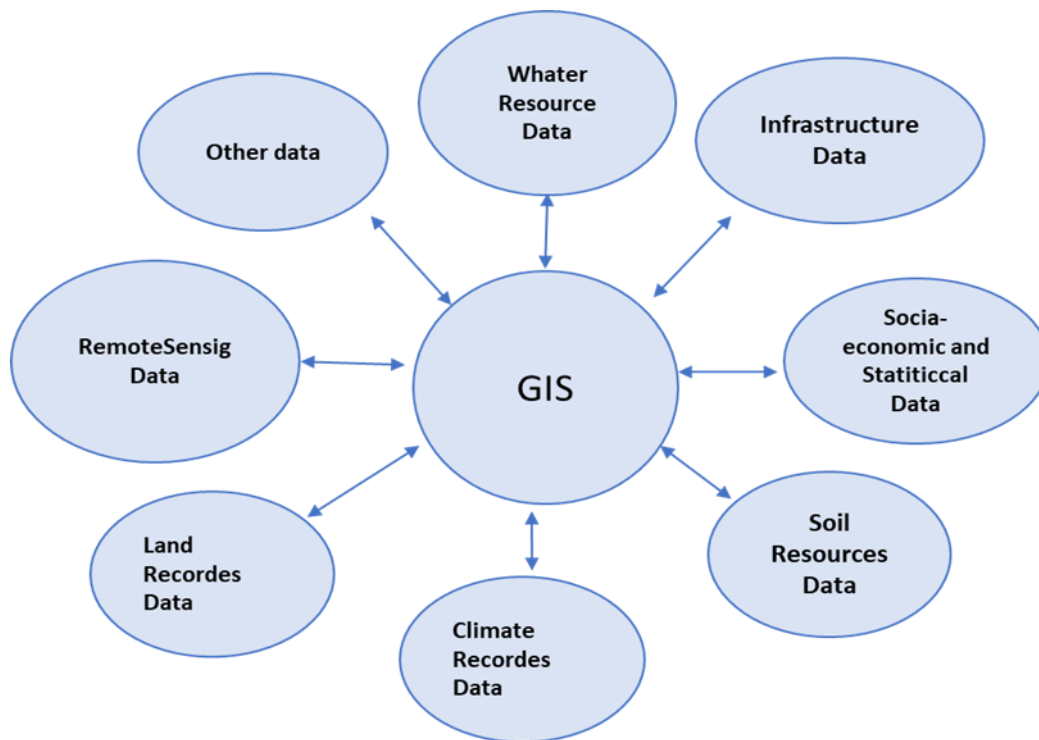 Whater
Resource
Data
Infrastructure
Data
Other data
Socia-
economic and
Statiticcal
Data
RemoteSensig
Data
GIS
Soil
Resources
Data
Land
Recordes
Data
Climate
Recordes
Data